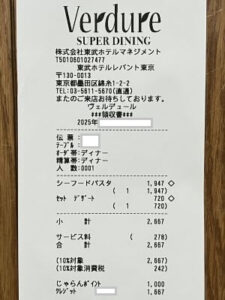 Verdure
SUPER DINING
株式会社東武ホテルマネジメント
T5010601027477
東武ホテルレバント東京
〒130-0013
東京都墨田区錦糸1-2-2
TEL:03-5611-5670(直通)
またのご来店お待ちしております。
ヴェルデュール
###領収書###
2025年
伝票:
テーブル:
オーダ帯:ディナー
精算帯:ディナー
人数:0001
シーフードパスタ 1,947 ◇
( 1 1,947)
セット デザート 720 ◇
( 1 720)
小計 2,667
サービス料 ( 278)
合計 2,667
(10%対象 2,667)
(10%対象消費税 242)
じゃらんポイント 1,000
クレジット 1,667